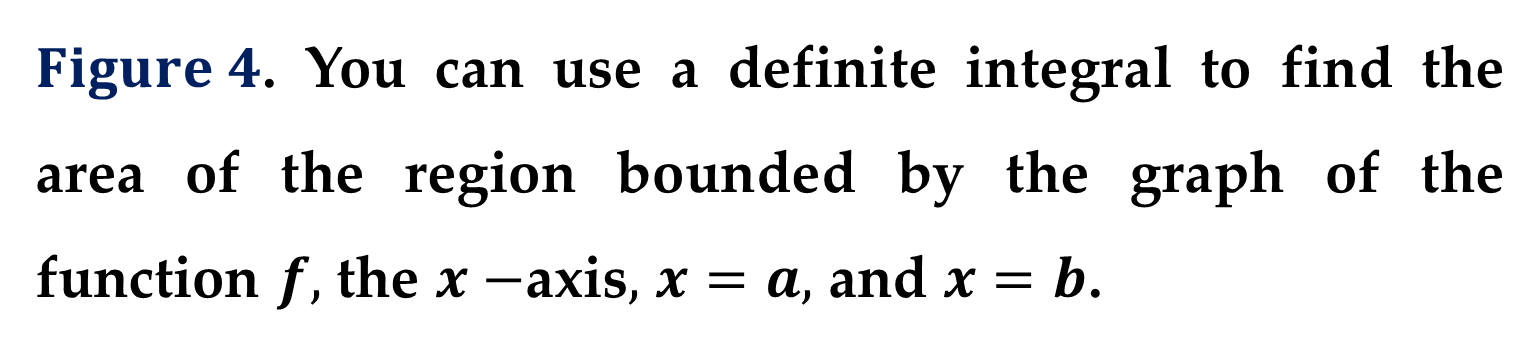 Figure 4. You can use a definite integral to find the
area of the region bounded by the graph of the
function f, the x –axis, x = a, and x = b.